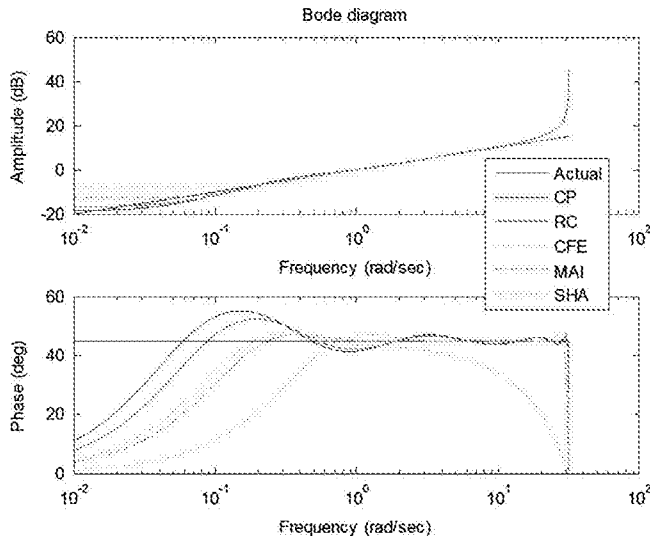 Bode diagram
Amplitude (dB)
60
40
20
0
-20
10^-2
10^-1
10^0
10^2
Frequency (rad/sec)
Actual
CP
RC
CFE
MAI
SHA
Phase (deg)
60
40
20
0
10^-2
10^-1
10^0
10^1
10^2
Frequency (rad/sec)